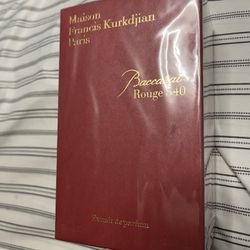 Maison
Francis Kurkdjian
Paris
Baccarat
Rouge 540
Extrait de parfum